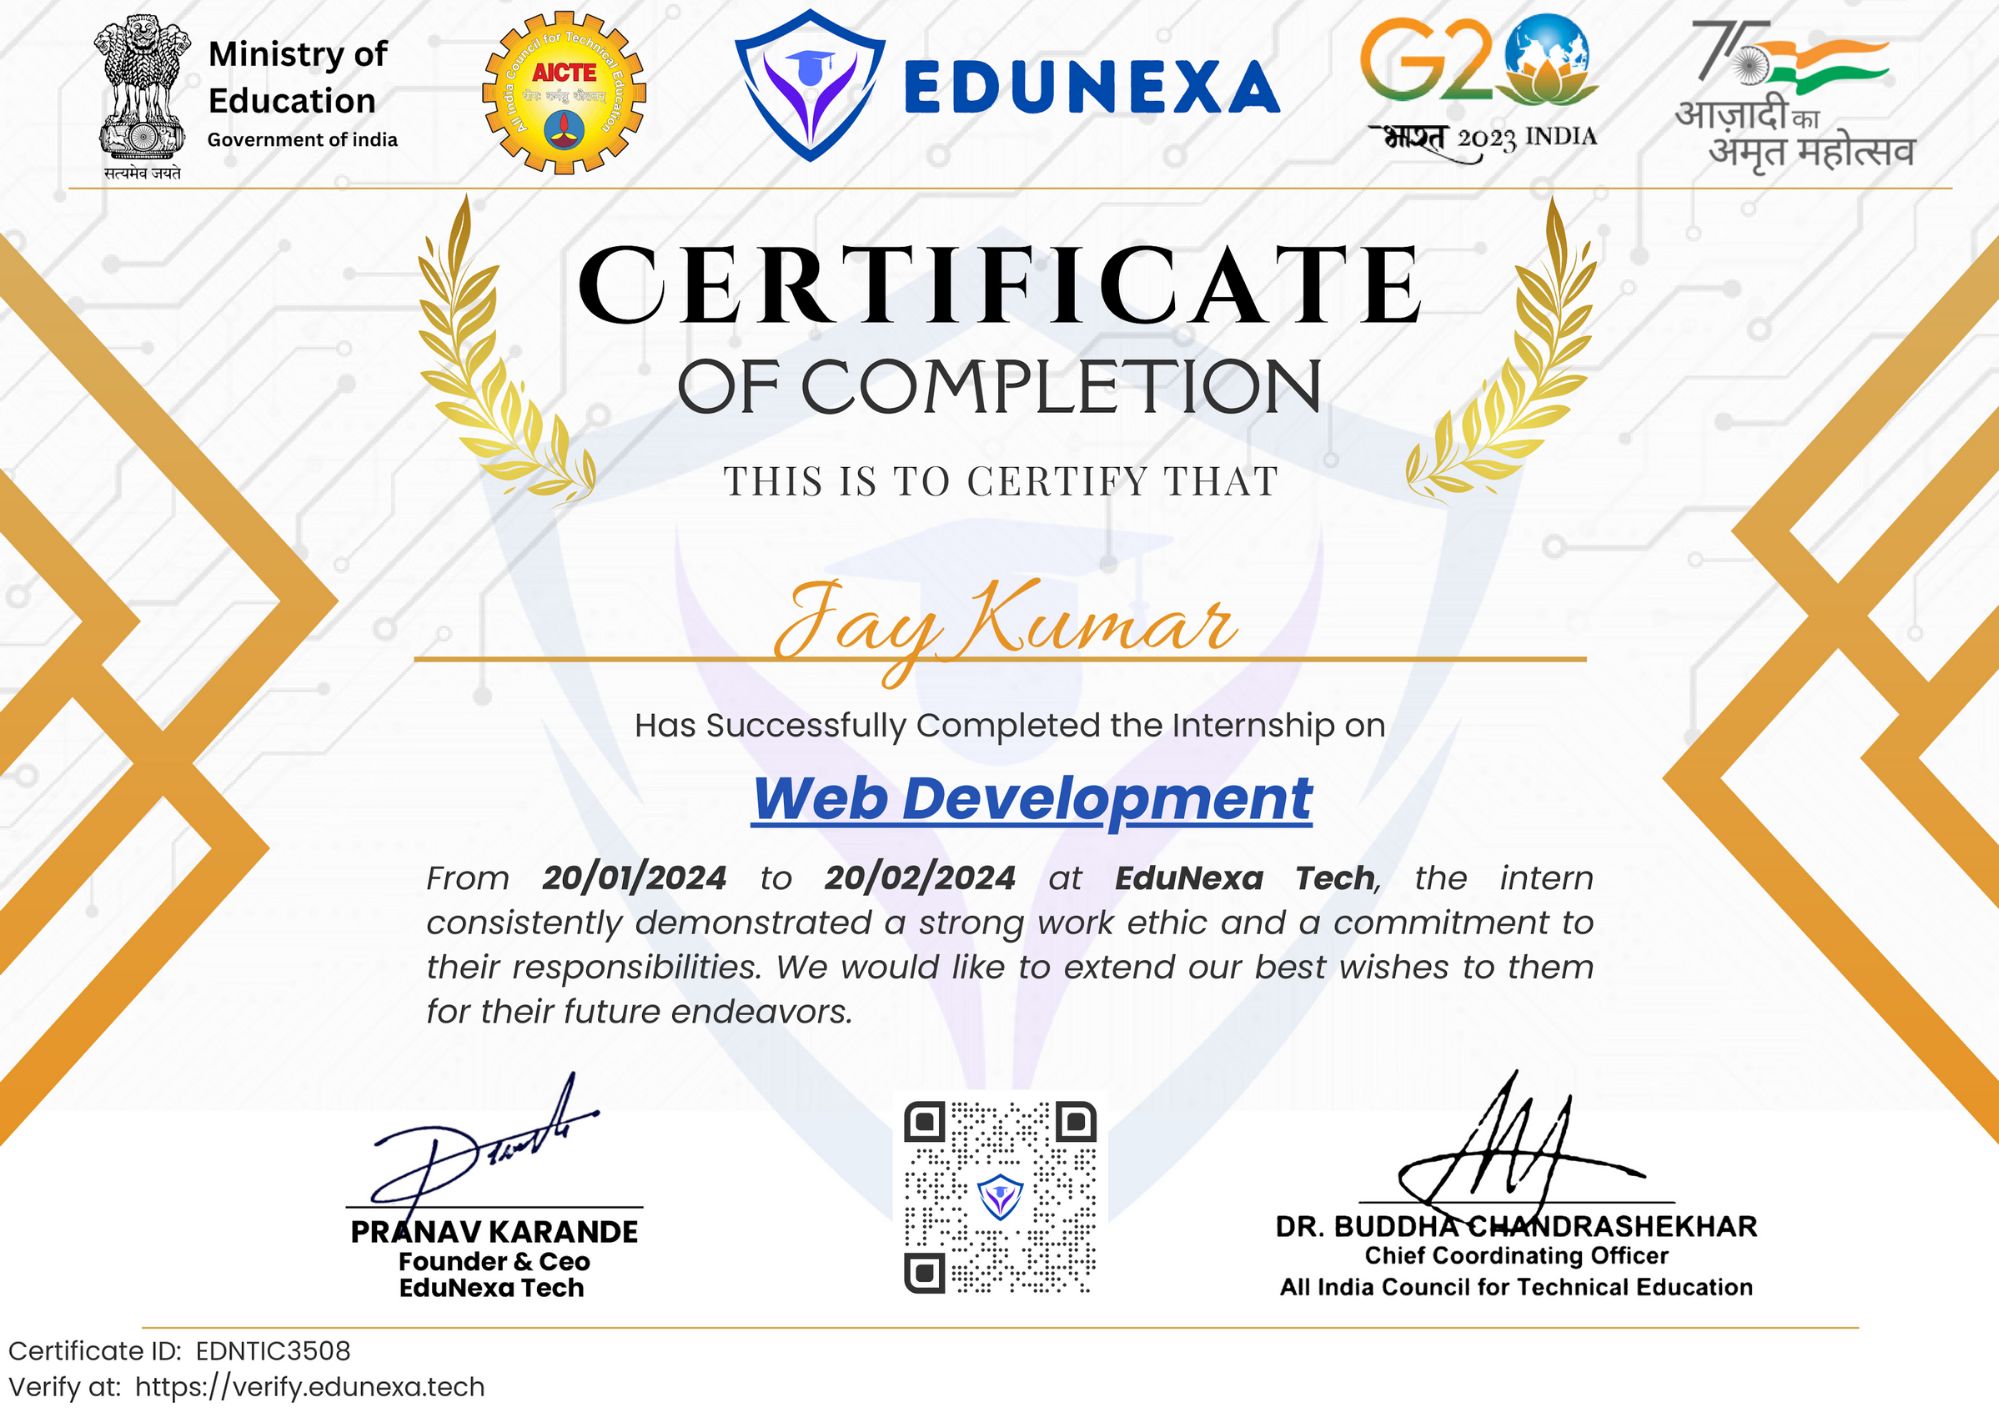 Ministry of
Education
Government of india
सत्यमेव जयते
All India Council for Technical Education
AICTE
योगः कर्मसु कौशलम्
EDUNEXA
G20
भारत 2023 INDIA
75
आज़ादी का
अमृत महोत्सव
CERTIFICATE
OF COMPLETION
THIS IS TO CERTIFY THAT
Jay Kumar
Has Successfully Completed the Internship on
Web Development
From 20/01/2024 to 20/02/2024 at EduNexa Tech, the intern
consistently demonstrated a strong work ethic and a commitment to
their responsibilities. We would like to extend our best wishes to them
for their future endeavors.
PRANAV KARANDE
Founder & Ceo
EduNexa Tech
DR. BUDDHA CHANDRASHEKHAR
Chief Coordinating Officer
All India Council for Technical Education
Certificate ID: EDNTIC3508
Verify at: https://verify.edunexa.tech